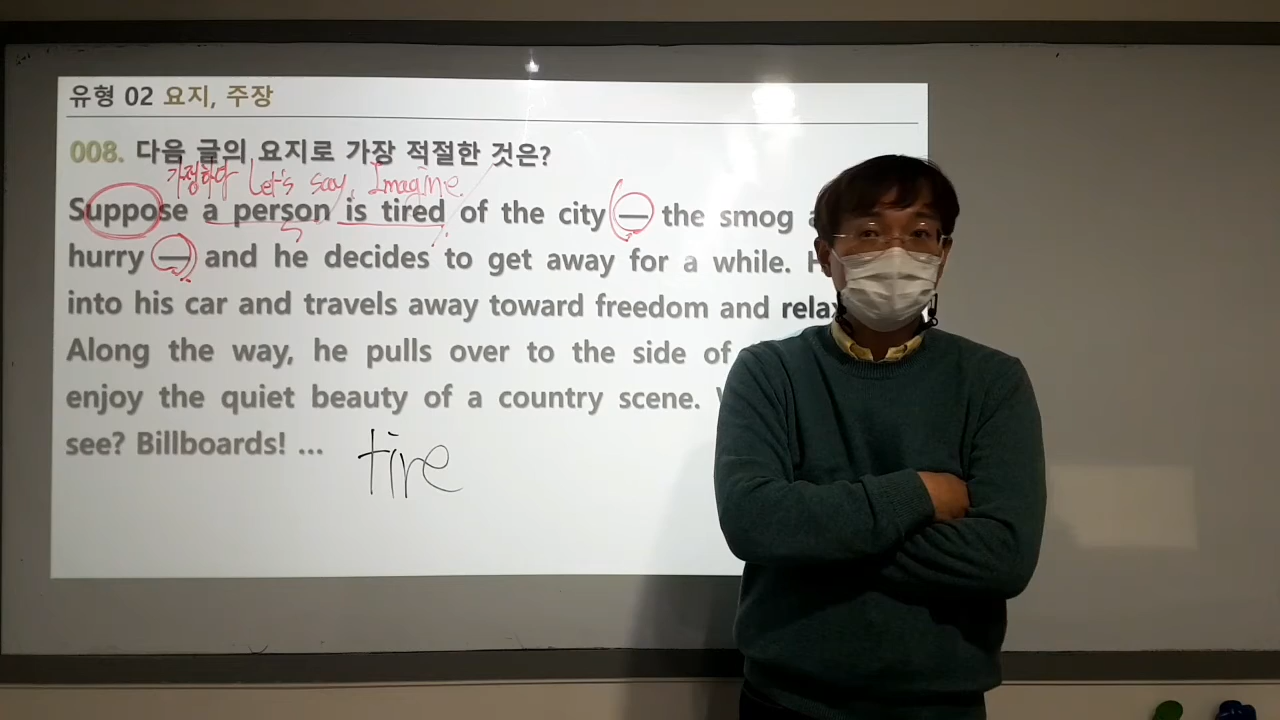 유형 02 요지, 주장
008. 다음 글의 요지로 가장 적절한 것은?
가정하다 Let's say, Imagine.
Suppose a person is tired of the city — the smog
hurry — and he decides to get away for a while.
into his car and travels away toward freedom and
Along the way, he pulls over to the side of
enjoy the quiet beauty of a country scene.
see? Billboards! ...
tire